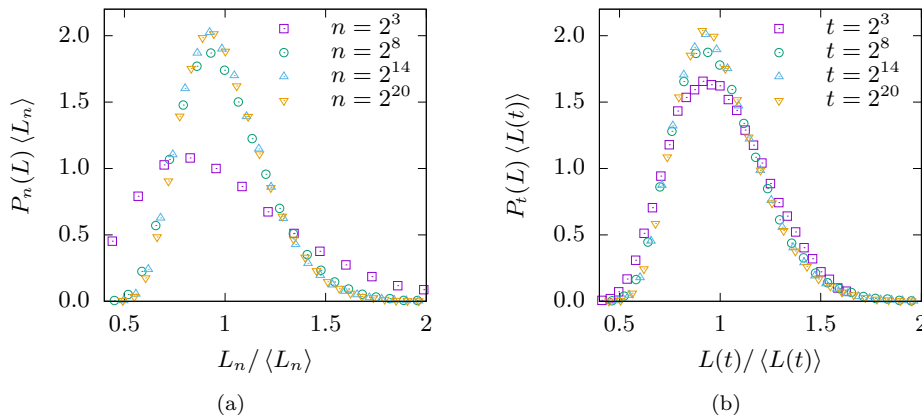 P_n(L) ⟨L_n⟩
2.0
1.5
1.0
0.5
0.0
n = 2^3
n = 2^8
n = 2^14
n = 2^20
0.5 1 1.5 2
L_n / ⟨L_n⟩
(a)
P_t(L) ⟨L(t)⟩
2.0
1.5
1.0
0.5
0.0
t = 2^3
t = 2^8
t = 2^14
t = 2^20
0.5 1 1.5 2
L(t)/ ⟨L(t)⟩
(b)